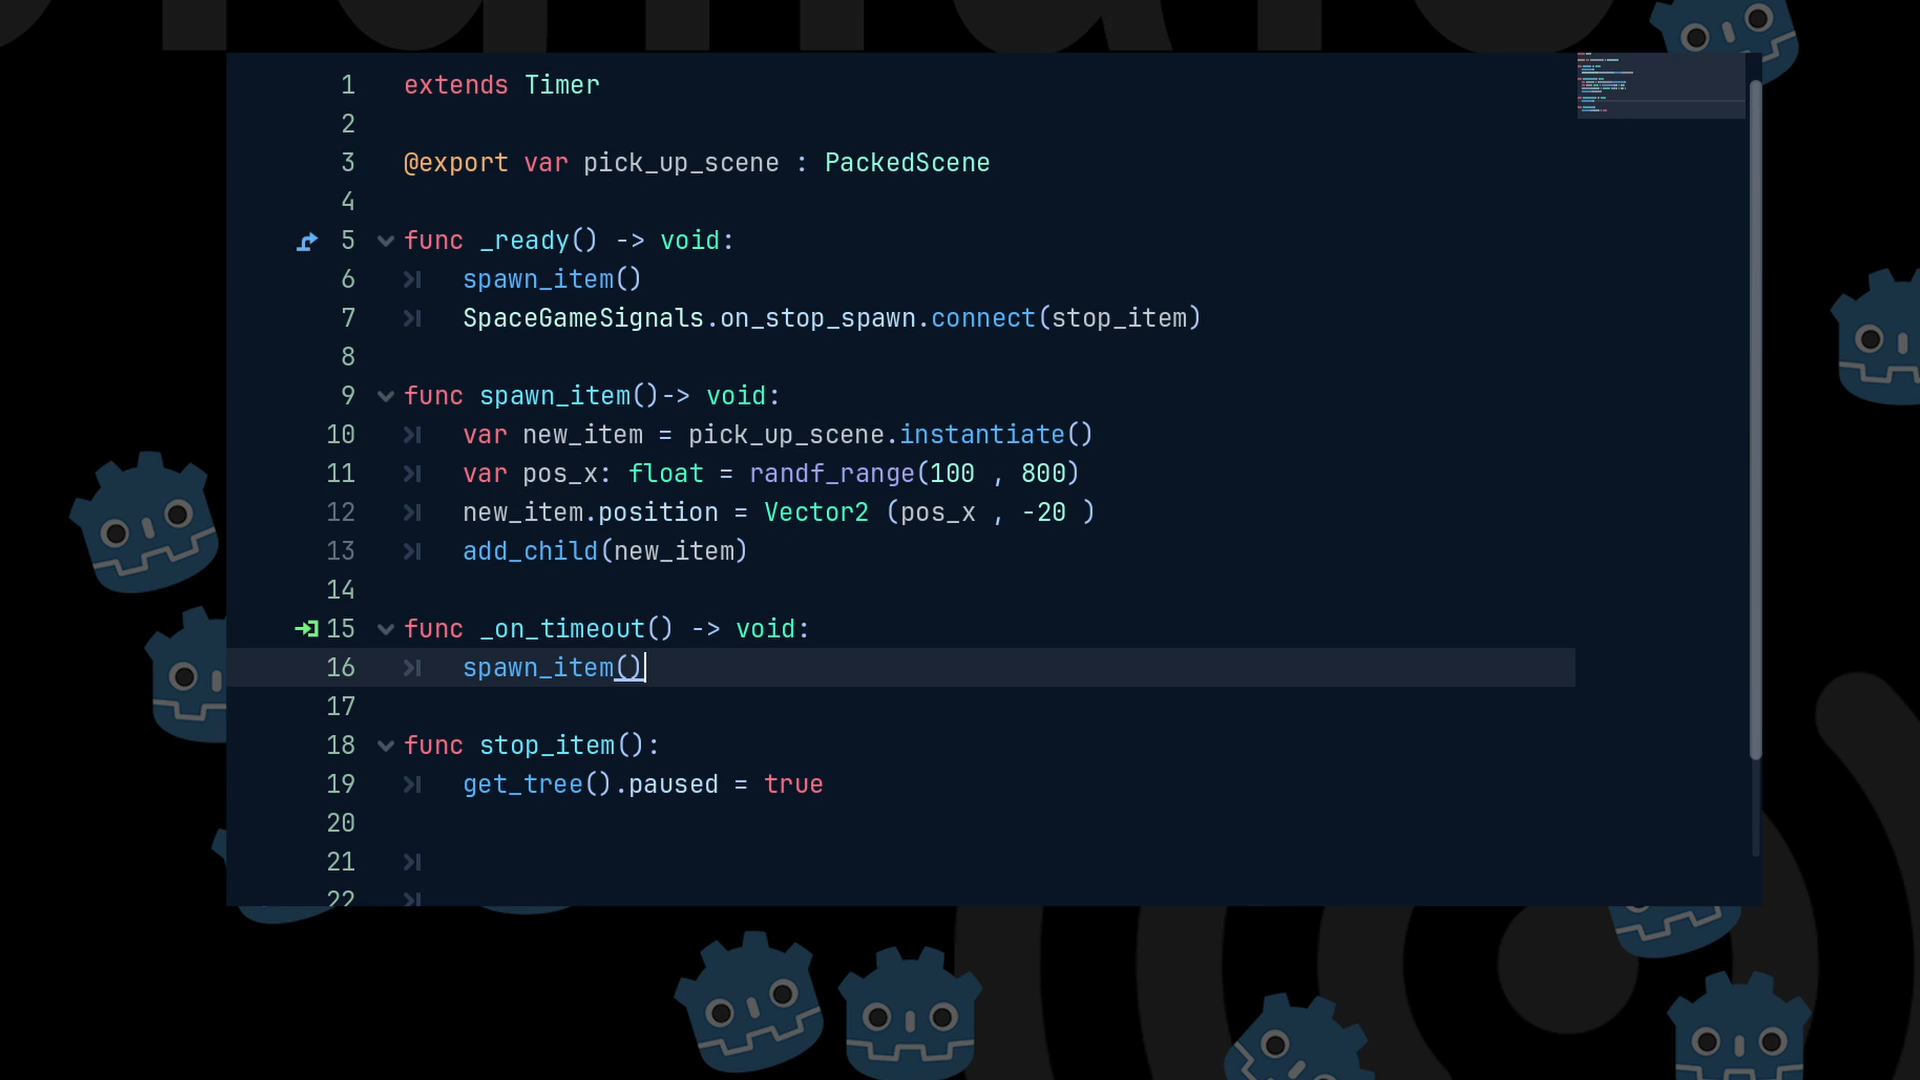 1 extends Timer
2
3 @export var pick_up_scene : PackedScene
4
5 func _ready() -> void:
6 spawn_item()
7 SpaceGameSignals.on_stop_spawn.connect(stop_item)
8
9 func spawn_item()-> void:
10 var new_item = pick_up_scene.instantiate()
11 var pos_x: float = randf_range(100 , 800)
12 new_item.position = Vector2 (pos_x , -20 )
13 add_child(new_item)
14
15 func _on_timeout() -> void:
16 spawn_item()
17
18 func stop_item():
19 get_tree().paused = true
20
21
22